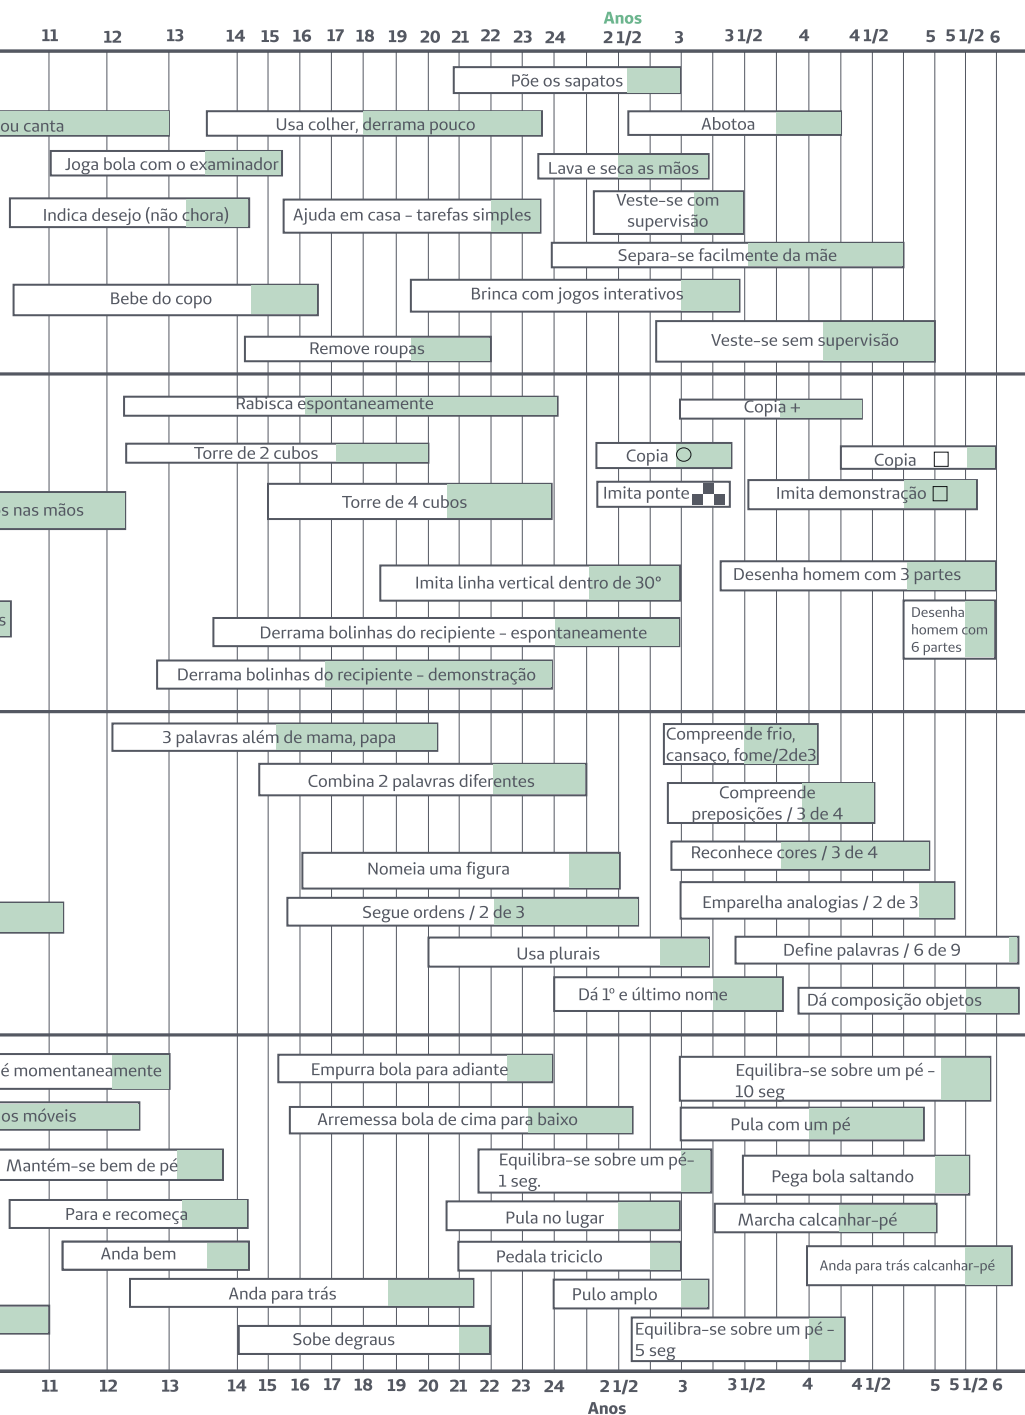 Anos
11 12 13 14 15 16 17 18 19 20 21 22 23 24 2 1/2 3 3 1/2 4 4 1/2 5 5 1/2 6
Põe os sapatos
ou canta
Usa colher, derrama pouco
Abotoa
Joga bola com o examinador
Lava e seca as mãos
Indica desejo (não chora)
Ajuda em casa – tarefas simples
Veste-se com
supervisão
Separa-se facilmente da mãe
Bebe do copo
Brinca com jogos interativos
Remove roupas
Veste-se sem supervisão
Rabisca espontaneamente
Copia +
Torre de 2 cubos
Copia
Copia
s nas mãos
Torre de 4 cubos
Imita ponte
Imita demonstração
Imita linha vertical dentro de 30°
Desenha homem com 3 partes
s
Derrama bolinhas do recipiente – espontaneamente
Desenha
homem com
6 partes
Derrama bolinhas do recipiente – demonstração
3 palavras além de mama, papa
Compreende frio,
cansaço, fome/2de3
Combina 2 palavras diferentes
Compreende
preposições / 3 de 4
Nomeia uma figura
Reconhece cores / 3 de 4
Segue ordens / 2 de 3
Emparelha analogias / 2 de 3
Usa plurais
Define palavras / 6 de 9
Dá 1º e último nome
Dá composição objetos
é momentaneamente
Empurra bola para adiante
Equilibra-se sobre um pé –
10 seg
os móveis
Arremessa bola de cima para baixo
Pula com um pé
Mantém-se bem de pé
Equilibra-se sobre um pé–
1 seg.
Pega bola saltando
Para e recomeça
Pula no lugar
Marcha calcanhar-pé
Anda bem
Pedala triciclo
Anda para trás calcanhar-pé
Anda para trás
Pulo amplo
Sobe degraus
Equilibra-se sobre um pé –
5 seg
11 12 13 14 15 16 17 18 19 20 21 22 23 24 2 1/2 3 3 1/2 4 4 1/2 5 5 1/2 6
Anos